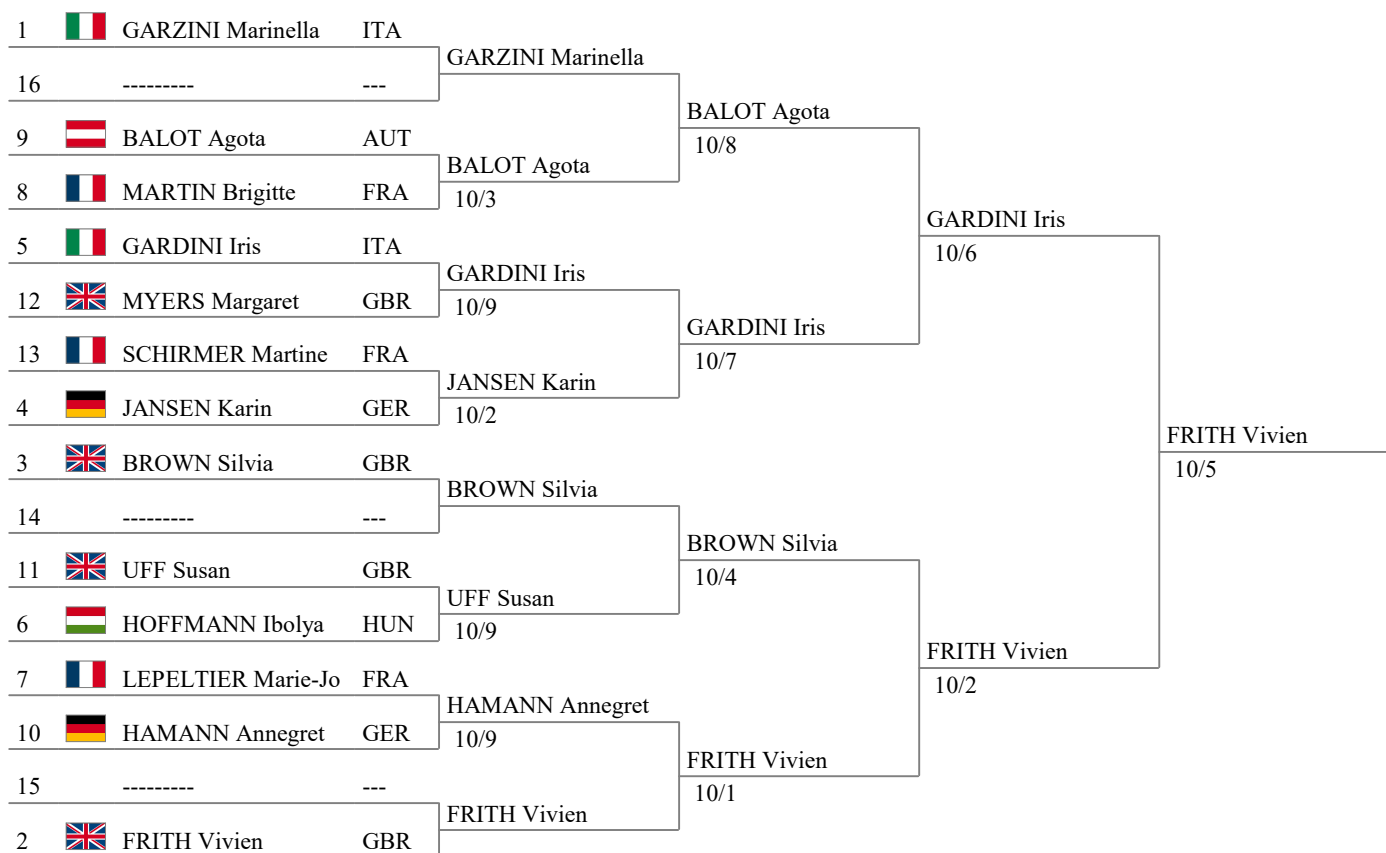 1 GARZINI Marinella ITA
GARZINI Marinella
16 --------- ---
BALOT Agota
10/8
9 BALOT Agota AUT
BALOT Agota
10/3
8 MARTIN Brigitte FRA
GARDINI Iris
10/6
5 GARDINI Iris ITA
GARDINI Iris
10/9
12 MYERS Margaret GBR
GARDINI Iris
10/7
13 SCHIRMER Martine FRA
JANSEN Karin
10/2
4 JANSEN Karin GER
FRITH Vivien
10/5
3 BROWN Silvia GBR
BROWN Silvia
14 --------- ---
BROWN Silvia
10/4
11 UFF Susan GBR
UFF Susan
10/9
6 HOFFMANN Ibolya HUN
FRITH Vivien
10/2
7 LEPELTIER Marie-Jo FRA
HAMANN Annegret
10/9
10 HAMANN Annegret GER
FRITH Vivien
10/1
15 --------- ---
FRITH Vivien
2 FRITH Vivien GBR